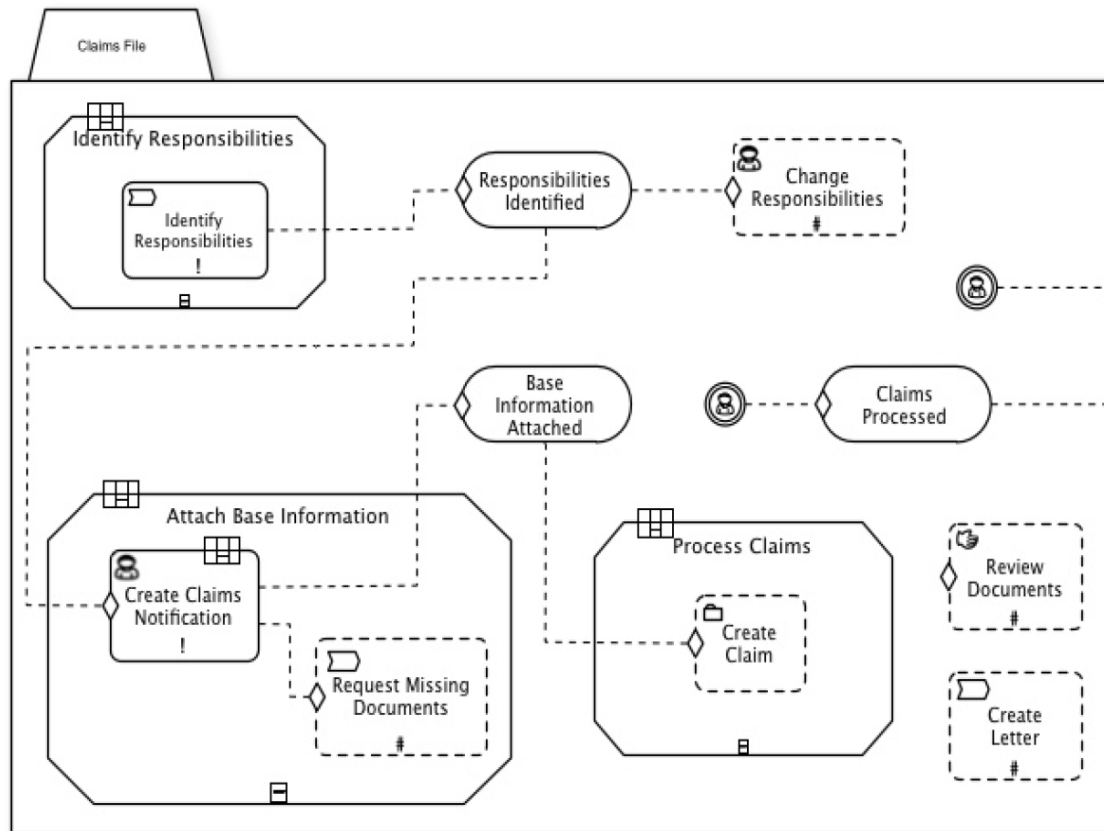 Claims File
Identify Responsibilities
Identify
Responsibilities
!
Responsibilities
Identified
Change
Responsibilities
#
Base
Information
Attached
Claims
Processed
Attach Base Information
Create Claims
Notification
!
Request Missing
Documents
#
Process Claims
Create
Claim
Review
Documents
#
Create
Letter
#